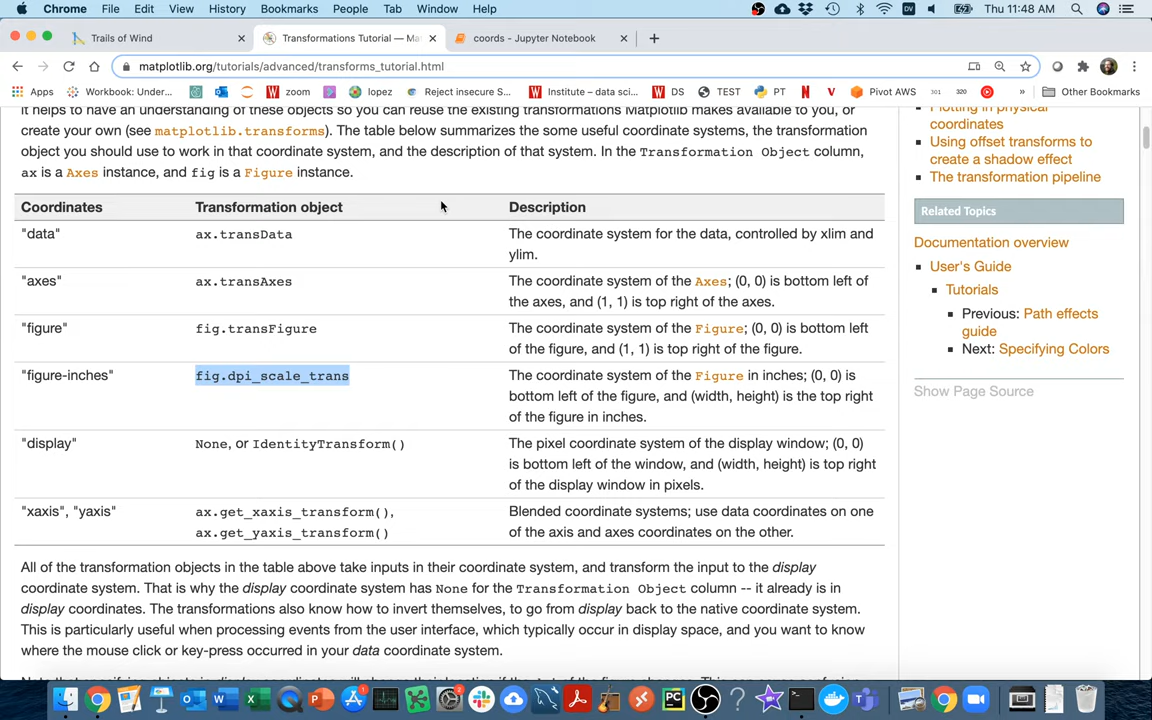 Chrome File Edit View History Bookmarks People Tab Window Help Thu 11:48 AM
Trails of Wind Transformations Tutorial — Ma coords - Jupyter Notebook
matplotlib.org/tutorials/advanced/transforms_tutorial.html
Apps Workbook: Under... zoom lopez Reject insecure S... Institute - data sci... DS TEST PT N V Pivot AWS 320 » Other Bookmarks
it helps to have an understanding of these objects so you can reuse the existing transformations Matplotlib makes available to you, or
create your own (see matplotlib.transforms). The table below summarizes the some useful coordinate systems, the transformation
object you should use to work in that coordinate system, and the description of that system. In the Transformation Object column,
ax is a Axes instance, and fig is a Figure instance.
Coordinates Transformation object Description
"data" ax.transData The coordinate system for the data, controlled by xlim and
ylim.
"axes" ax.transAxes The coordinate system of the Axes; (0, 0) is bottom left of
the axes, and (1, 1) is top right of the axes.
"figure" fig.transFigure The coordinate system of the Figure; (0, 0) is bottom left
of the figure, and (1, 1) is top right of the figure.
"figure-inches" fig.dpi_scale_trans The coordinate system of the Figure in inches; (0, 0) is
bottom left of the figure, and (width, height) is the top right
of the figure in inches.
"display" None, or IdentityTransform() The pixel coordinate system of the display window; (0, 0)
is bottom left of the window, and (width, height) is top right
of the display window in pixels.
"xaxis", "yaxis" ax.get_xaxis_transform(), Blended coordinate systems; use data coordinates on one
ax.get_yaxis_transform() of the axis and axes coordinates on the other.
All of the transformation objects in the table above take inputs in their coordinate system, and transform the input to the display
coordinate system. That is why the display coordinate system has None for the Transformation Object column -- it already is in
display coordinates. The transformations also know how to invert themselves, to go from display back to the native coordinate system.
This is particularly useful when processing events from the user interface, which typically occur in display space, and you want to know
where the mouse click or key-press occurred in your data coordinate system.
Plotting in physical
coordinates
Using offset transforms to
create a shadow effect
The transformation pipeline
Related Topics
Documentation overview
User's Guide
Tutorials
Previous: Path effects
guide
Next: Specifying Colors
Show Page Source